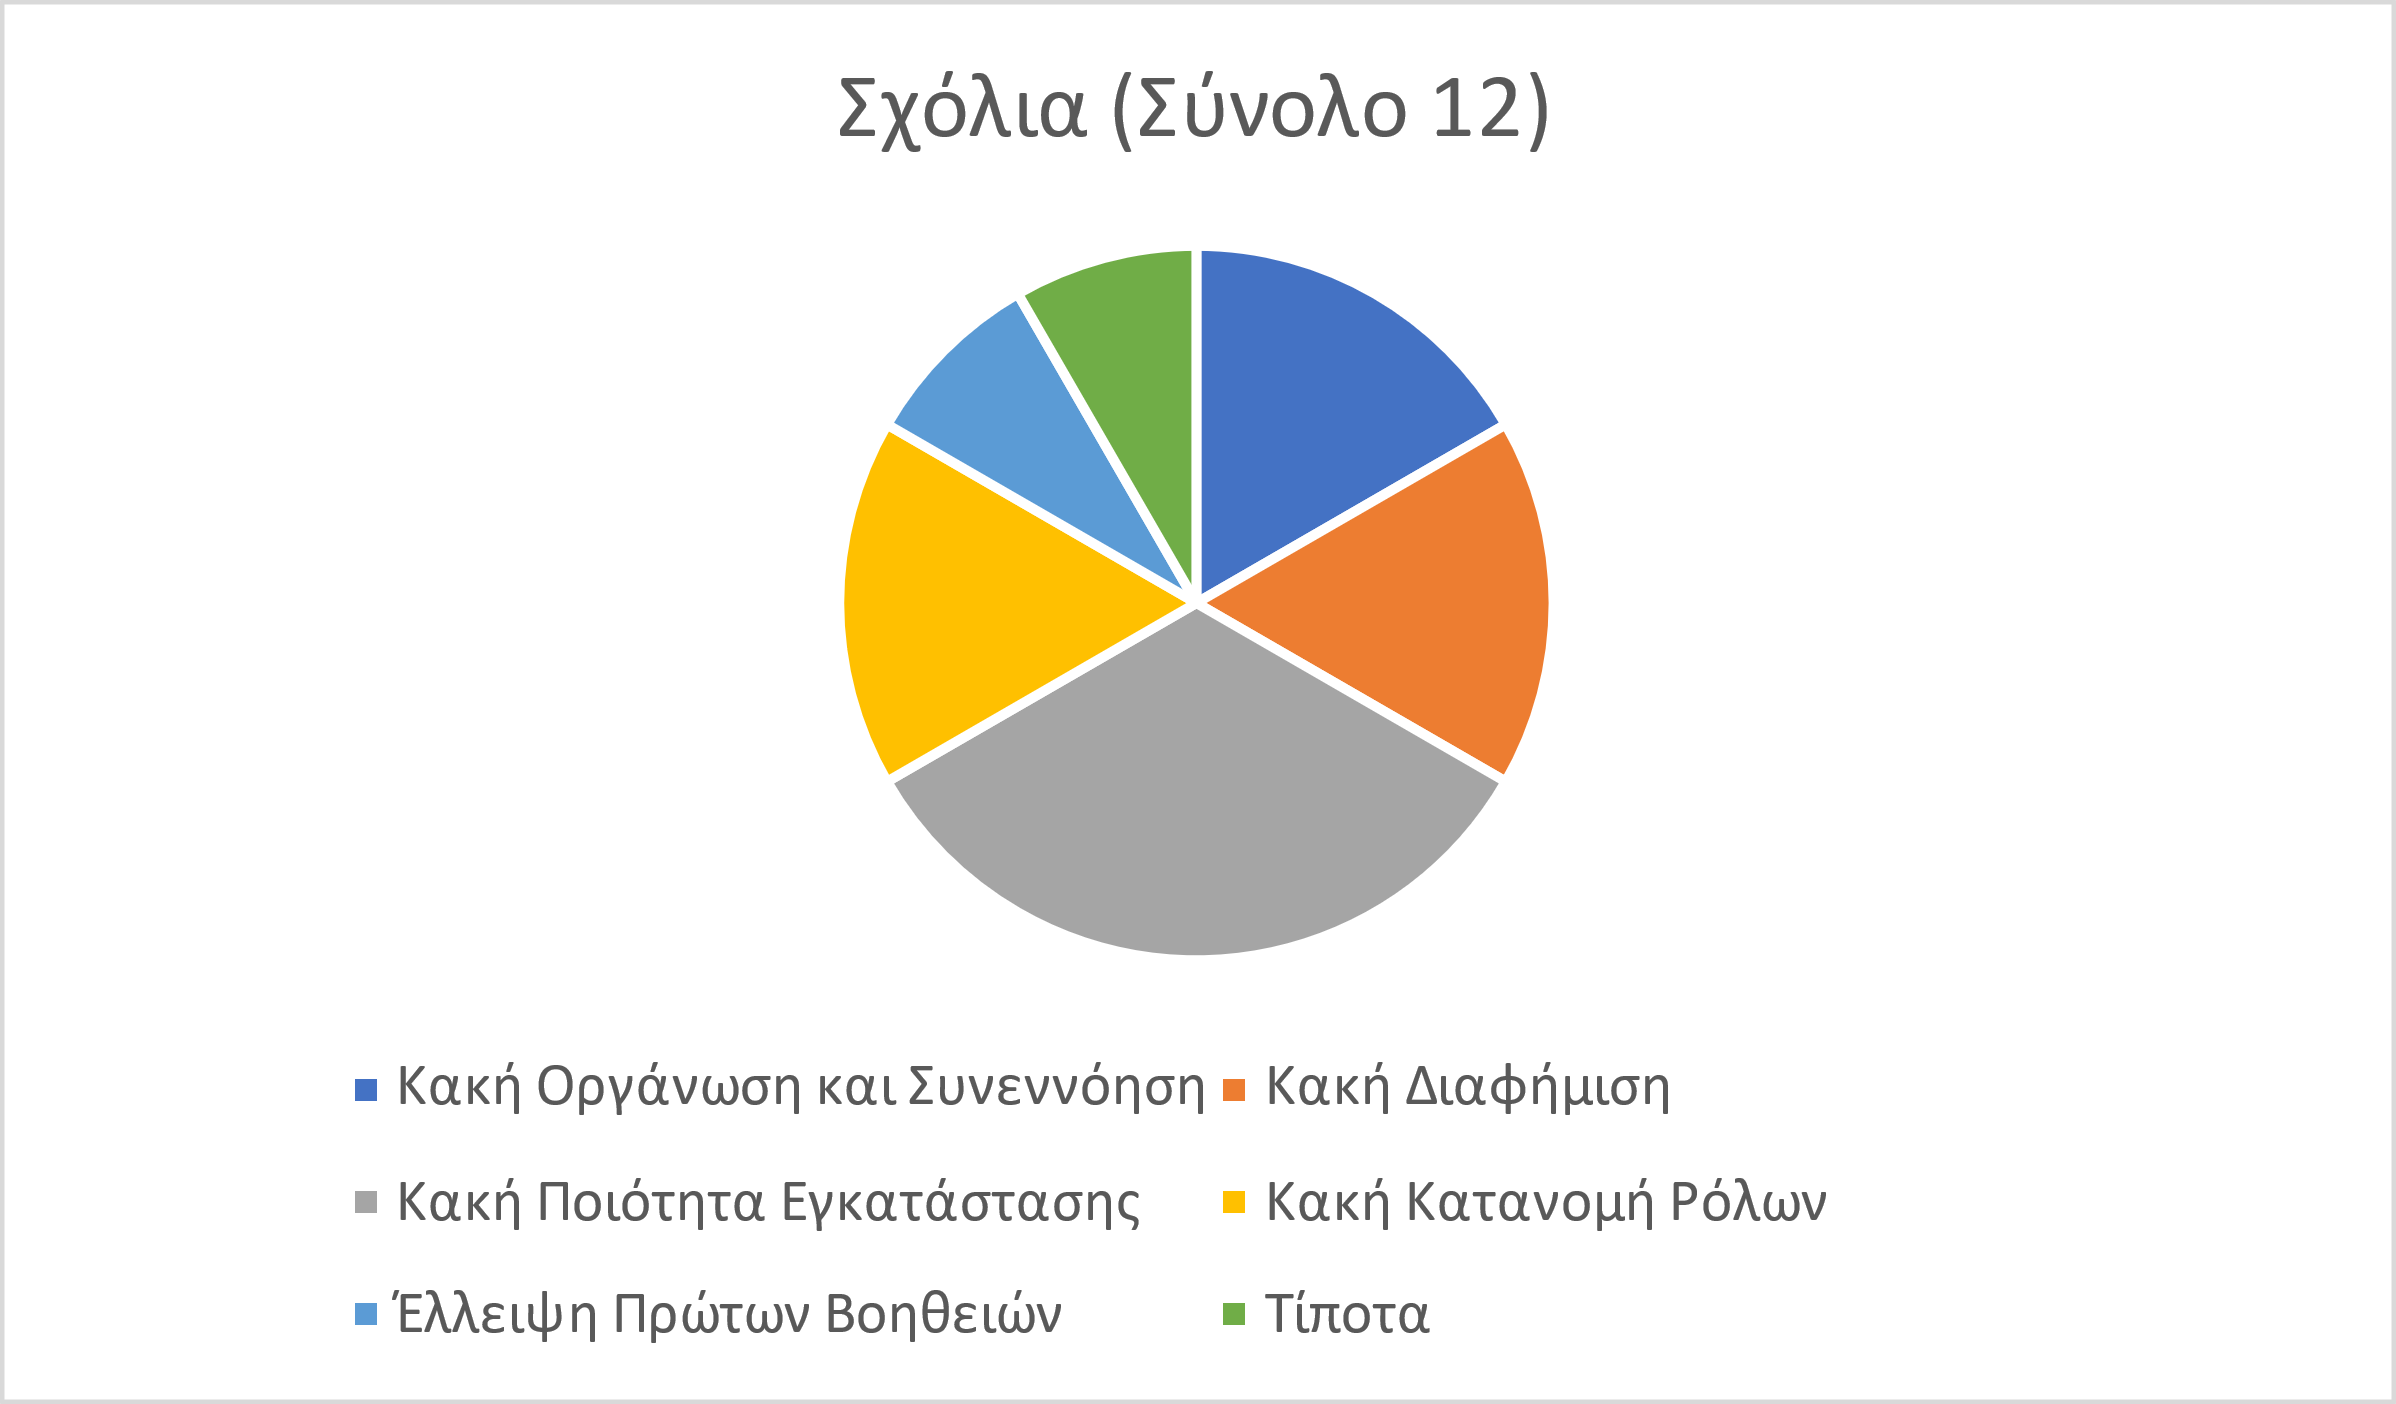 Σχόλια (Σύνολο 12)
Κακή Οργάνωση και Συνεννόηση
Κακή Διαφήμιση
Κακή Ποιότητα Εγκατάστασης
Κακή Κατανομή Ρόλων
Έλλειψη Πρώτων Βοηθειών
Τίποτα